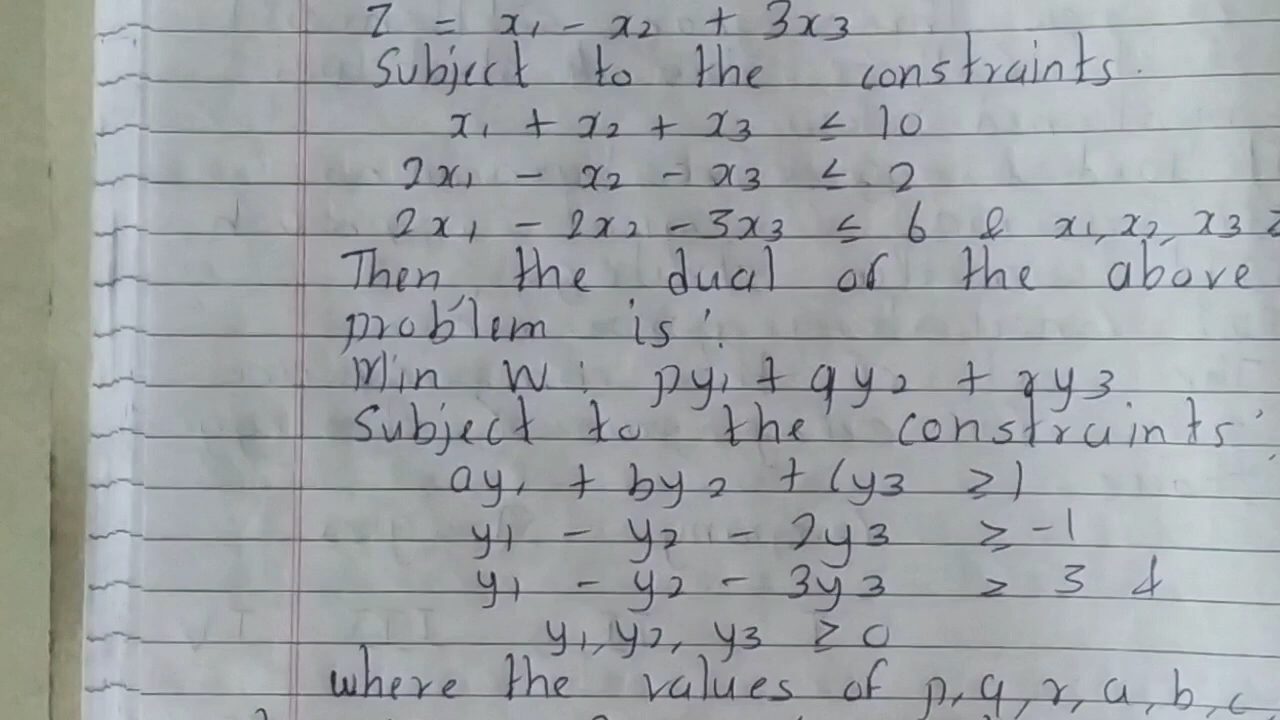 Z = x1 - x2 + 3x3
Subject to the constraints.
x1 + x2 + x3 ≤ 10
2x1 - x2 - x3 ≤ 2
2x1 - 2x2 - 3x3 ≤ 6 & x1, x2, x3 ≥
Then the dual of the above
problem is:
Min W: py1 + qy2 + ry3
Subject to the constraints:
ay1 + by2 + cy3 ≥ 1
y1 - y2 - 2y3 ≥ -1
y1 - y2 - 3y3 ≥ 3 &
y1, y2, y3 ≥ 0
where the values of p, q, r, a, b, c